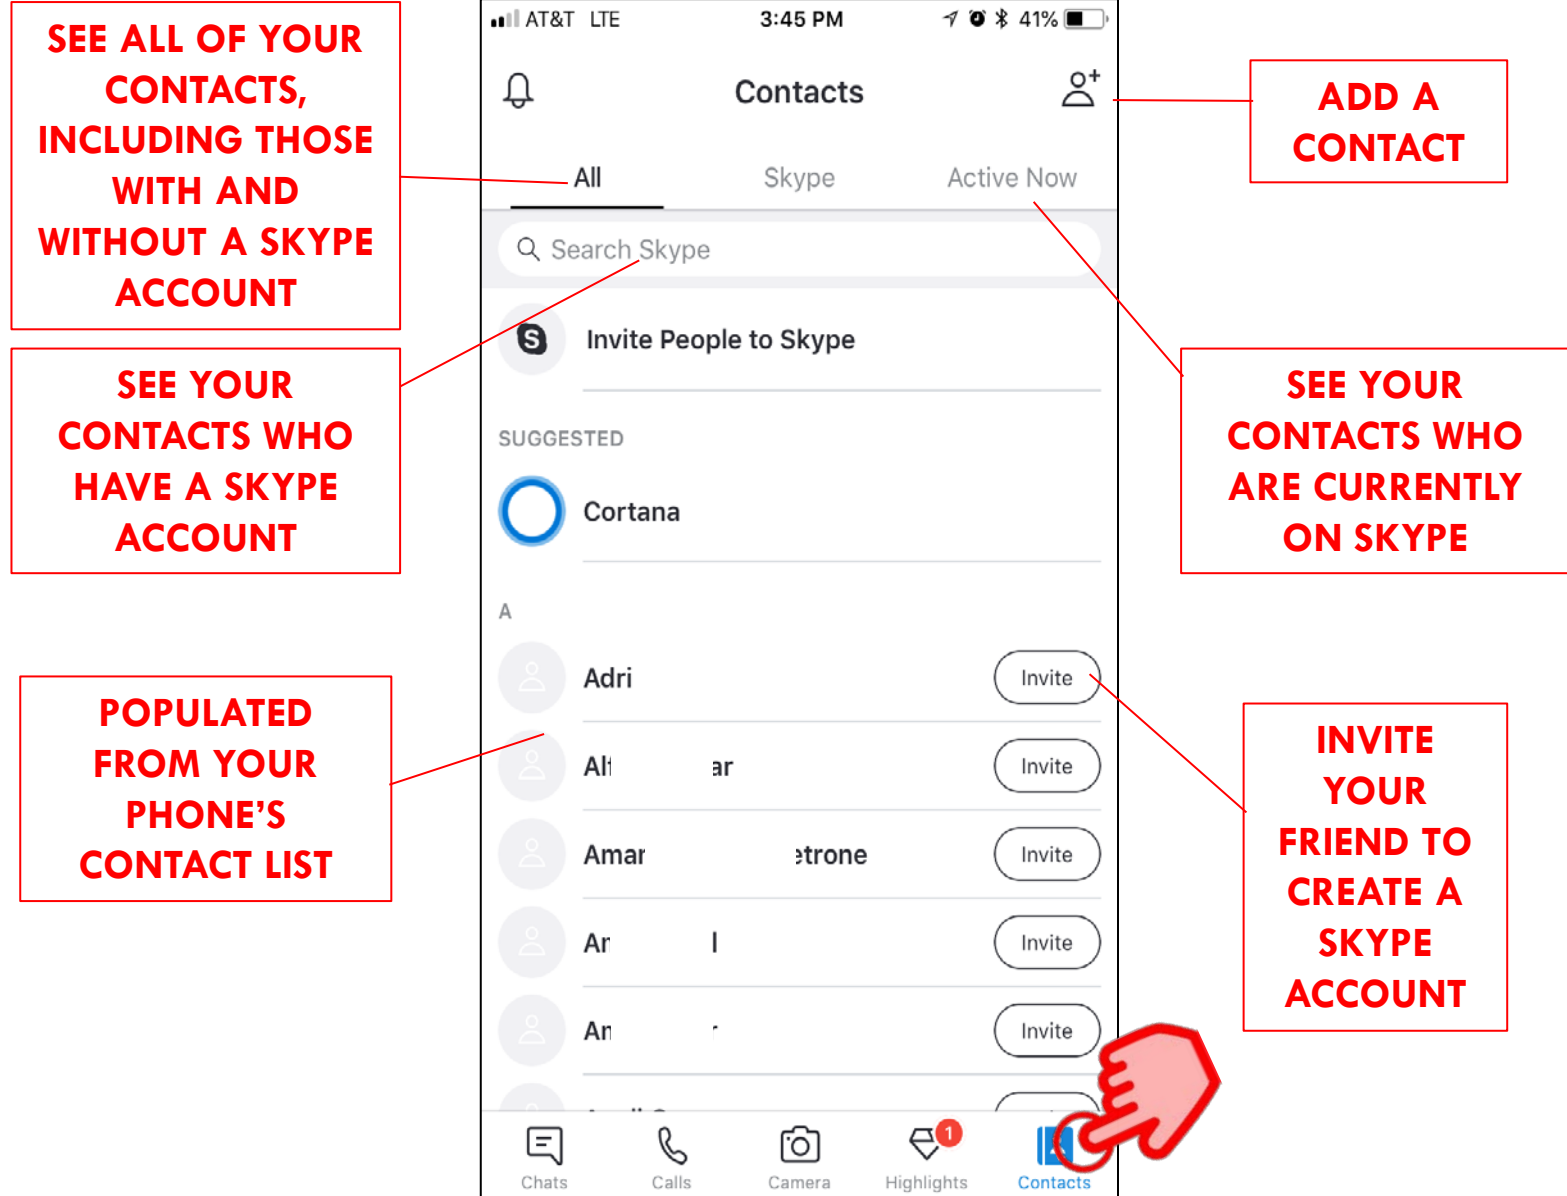 SEE ALL OF YOUR
CONTACTS,
INCLUDING THOSE
WITH AND
WITHOUT A SKYPE
ACCOUNT
SEE YOUR
CONTACTS WHO
HAVE A SKYPE
ACCOUNT
POPULATED
FROM YOUR
PHONE'S
CONTACT LIST
AT&T LTE 3:45 PM 41%
Contacts
All Skype Active Now
Search Skype
Invite People to Skype
SUGGESTED
Cortana
A
Adri Invite
ar Invite
Amar etrone Invite
Invite
Invite
1
Chats Calls Camera Highlights Contacts
ADD A
CONTACT
SEE YOUR
CONTACTS WHO
ARE CURRENTLY
ON SKYPE
INVITE
YOUR
FRIEND TO
CREATE A
SKYPE
ACCOUNT